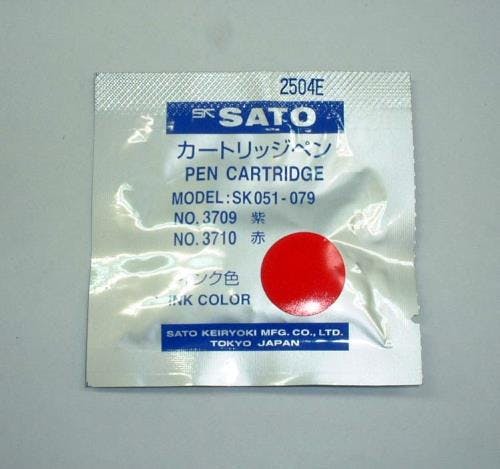 2504E
SK SATO
カートリッジペン
PEN CARTRIDGE
MODEL:SK051-079
NO.3709 紫
NO.3710 赤
インク色
INK COLOR
SATO KEIRYOKI MFG. CO., LTD.
TOKYO JAPAN